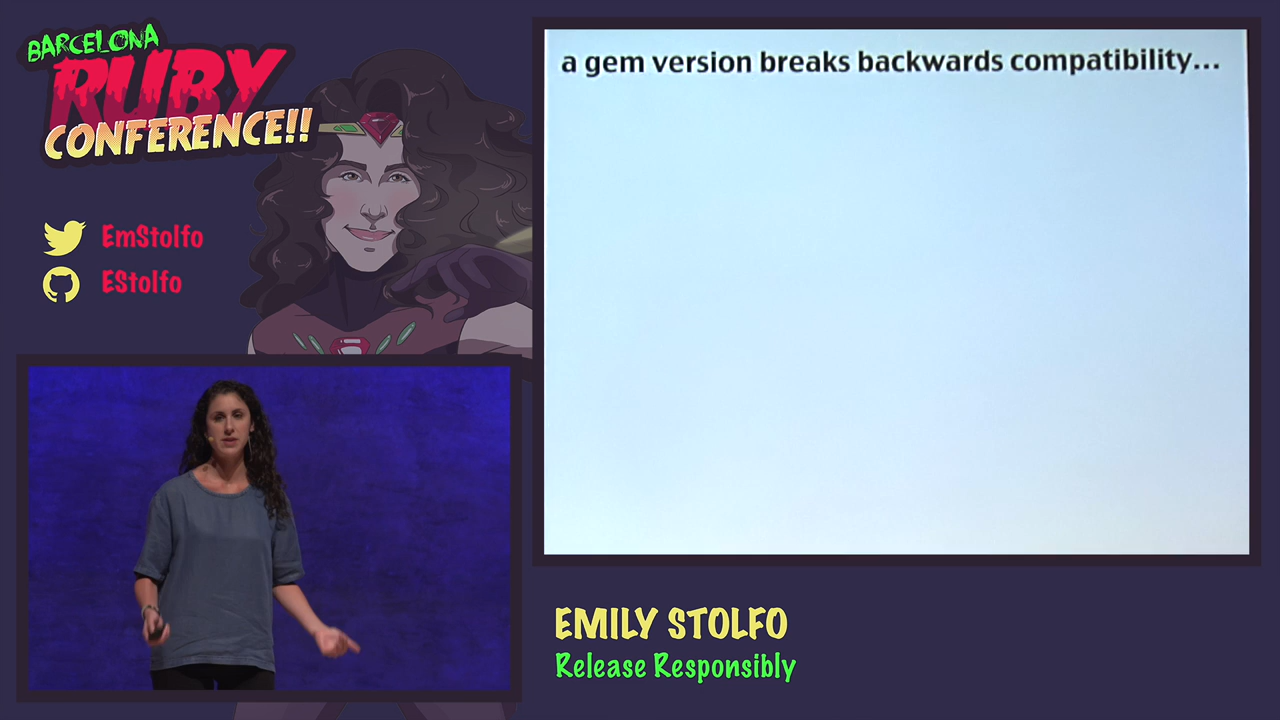 BARCELONA
RUBY
CONFERENCE!!
EmStolfo
EStolfo
a gem version breaks backwards compatibility...
EMILY STOLFO
Release Responsibly